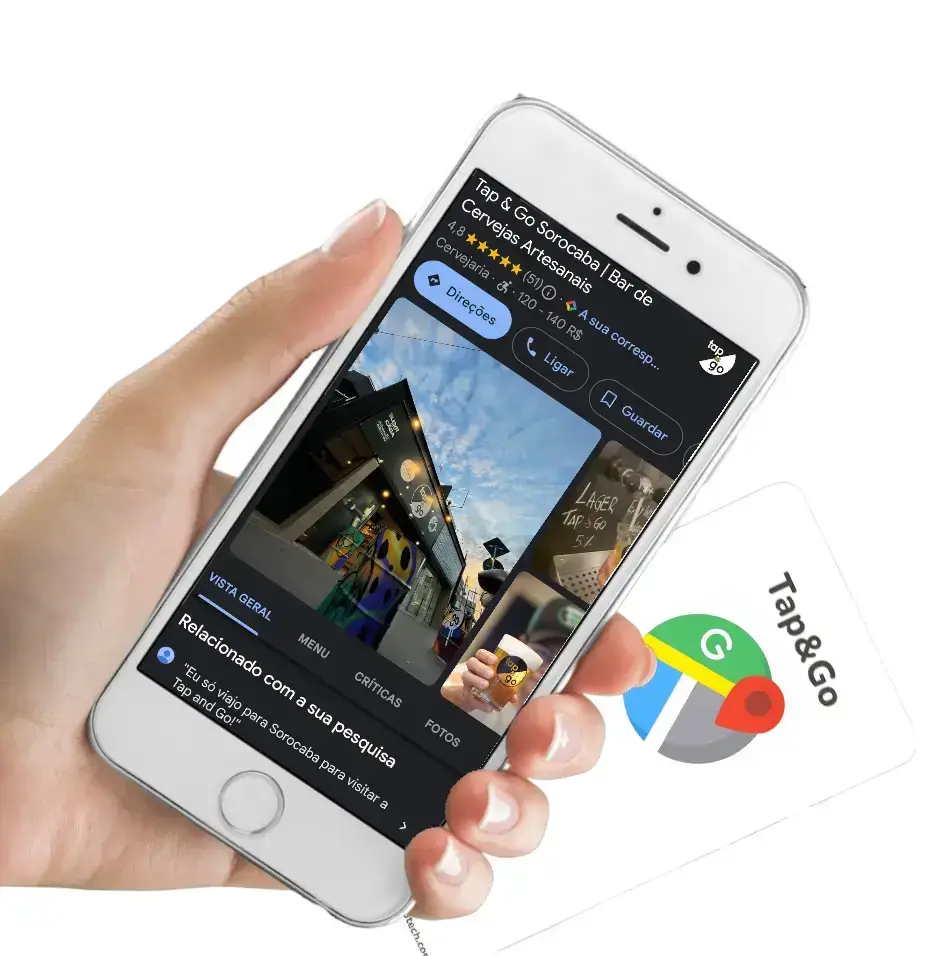 Tap & Go Sorocaba | Bar de
Cervejas Artesanais
4,8 (51) · A sua corresp...
Cervejaria · · 120 - 140 R$
tap
go
Direções
Ligar
Guardar
LAGER
TAP & GO
5%
tap
go
VISTA GERAL
MENU
CRÍTICAS
FOTOS
Relacionado com a sua pesquisa
"Eu só viajo para Sorocaba para visitar a
Tap and Go!"
G
Tap&Go